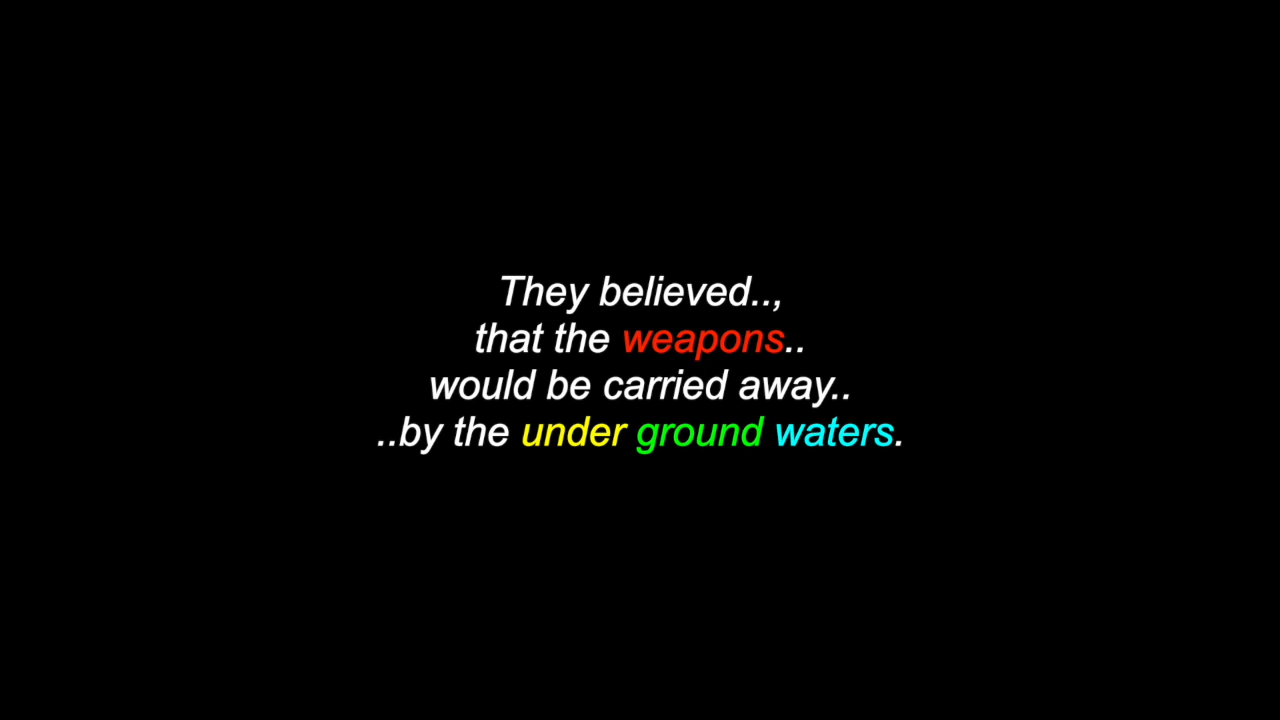 They believed..,
that the weapons..
would be carried away..
..by the under ground waters.